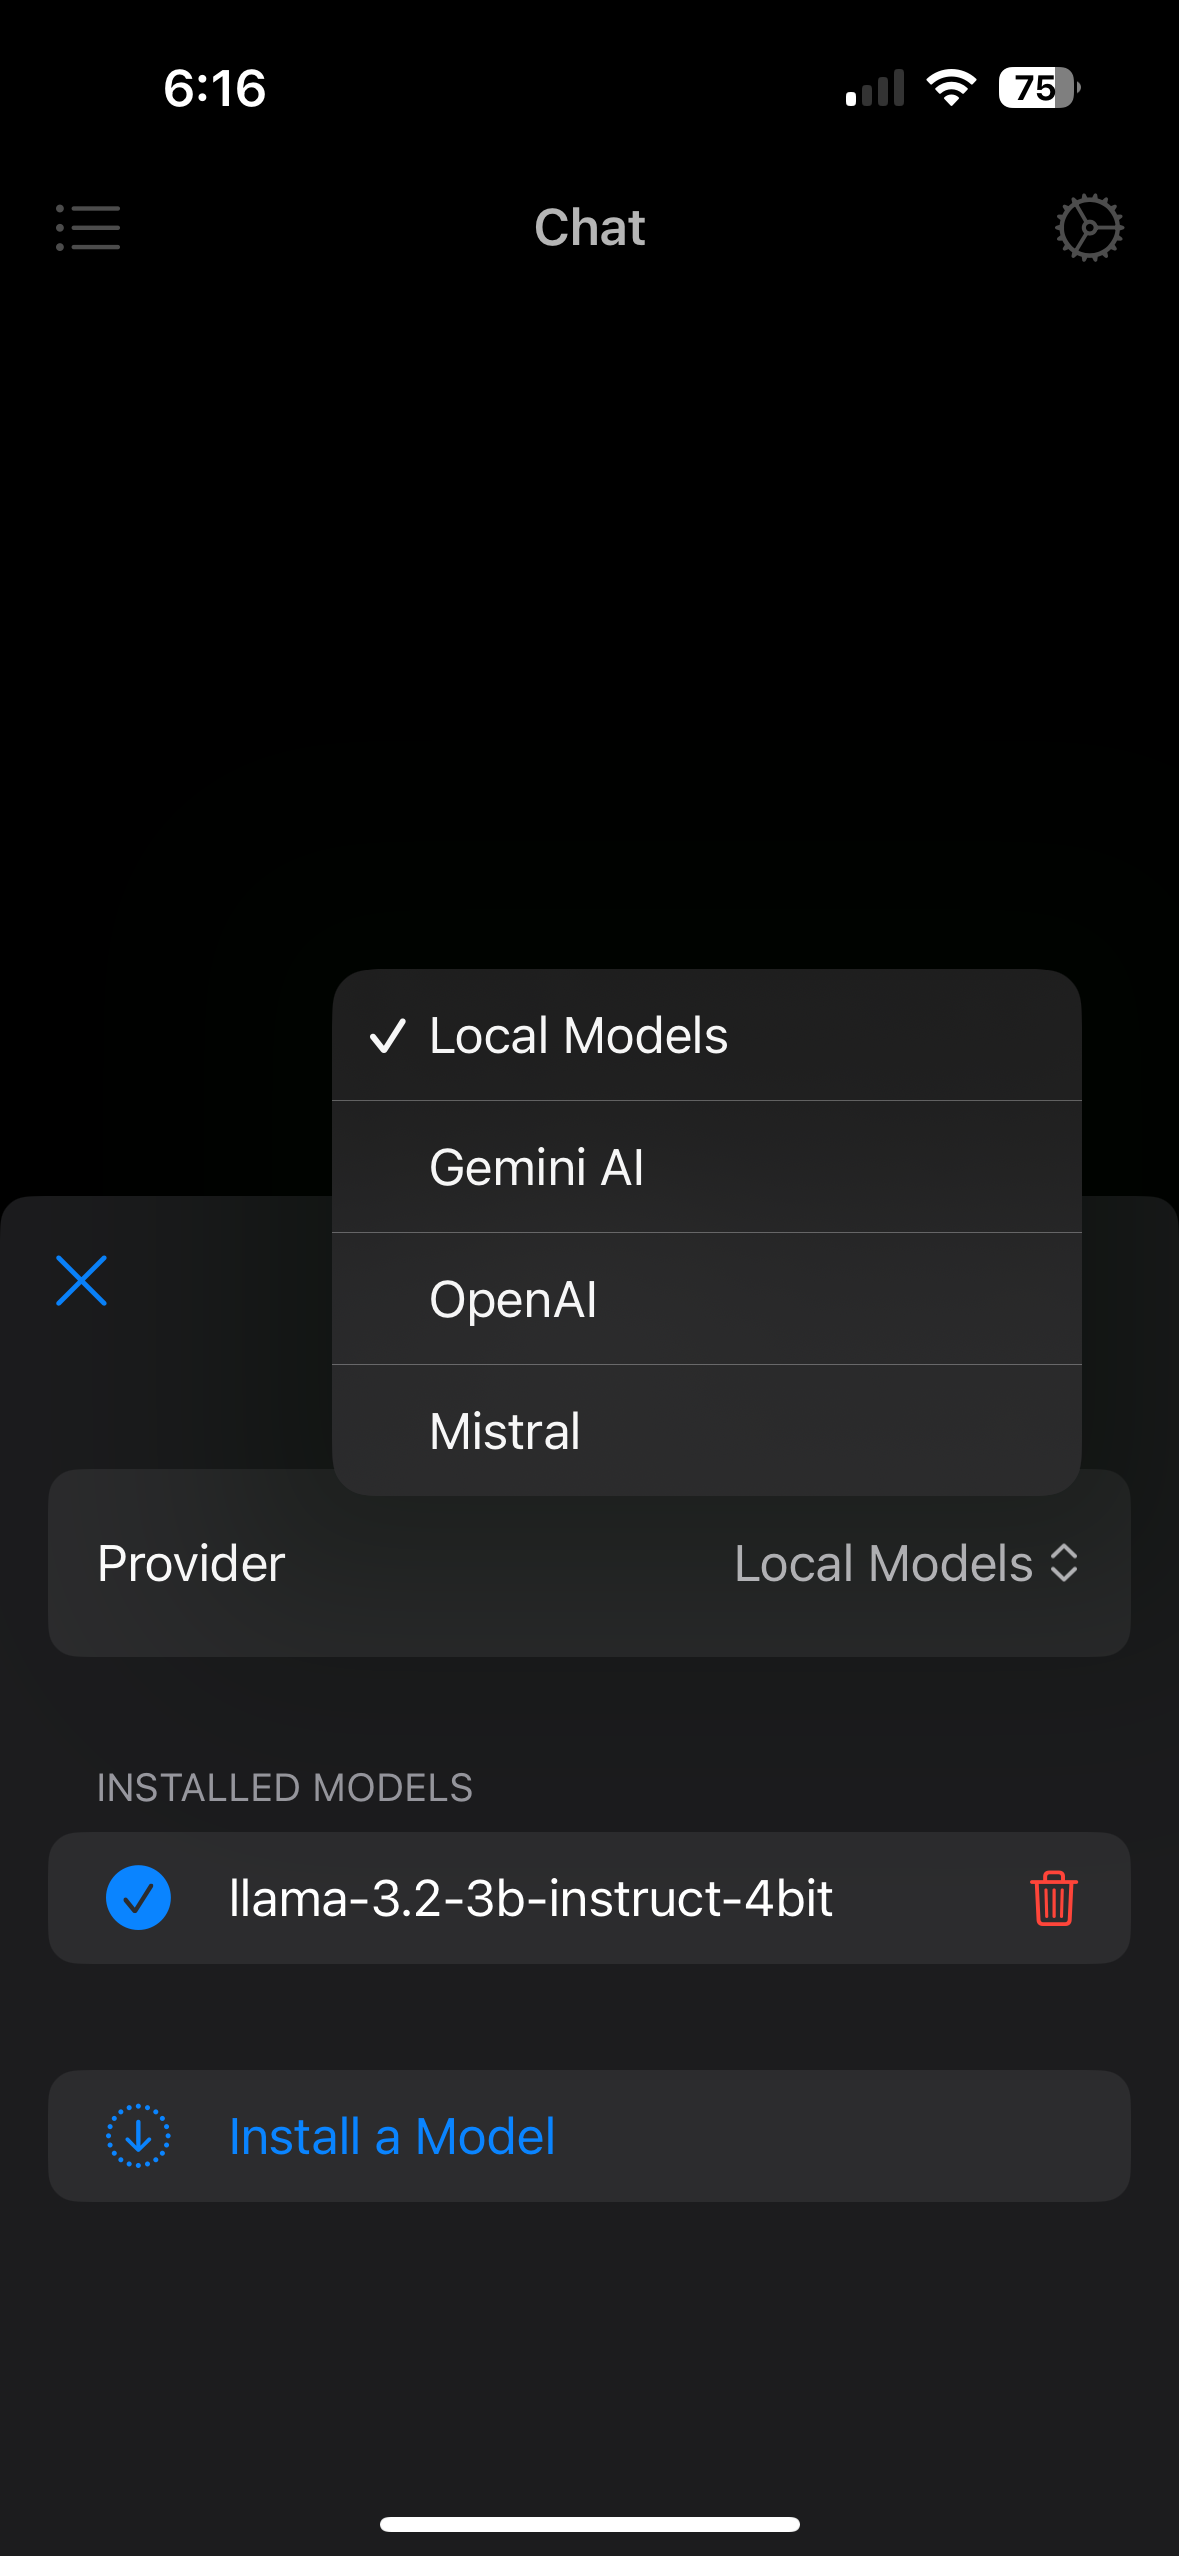 6:16
75
Chat
Local Models
Gemini AI
OpenAI
Mistral
Provider
Local Models
INSTALLED MODELS
llama-3.2-3b-instruct-4bit
Install a Model